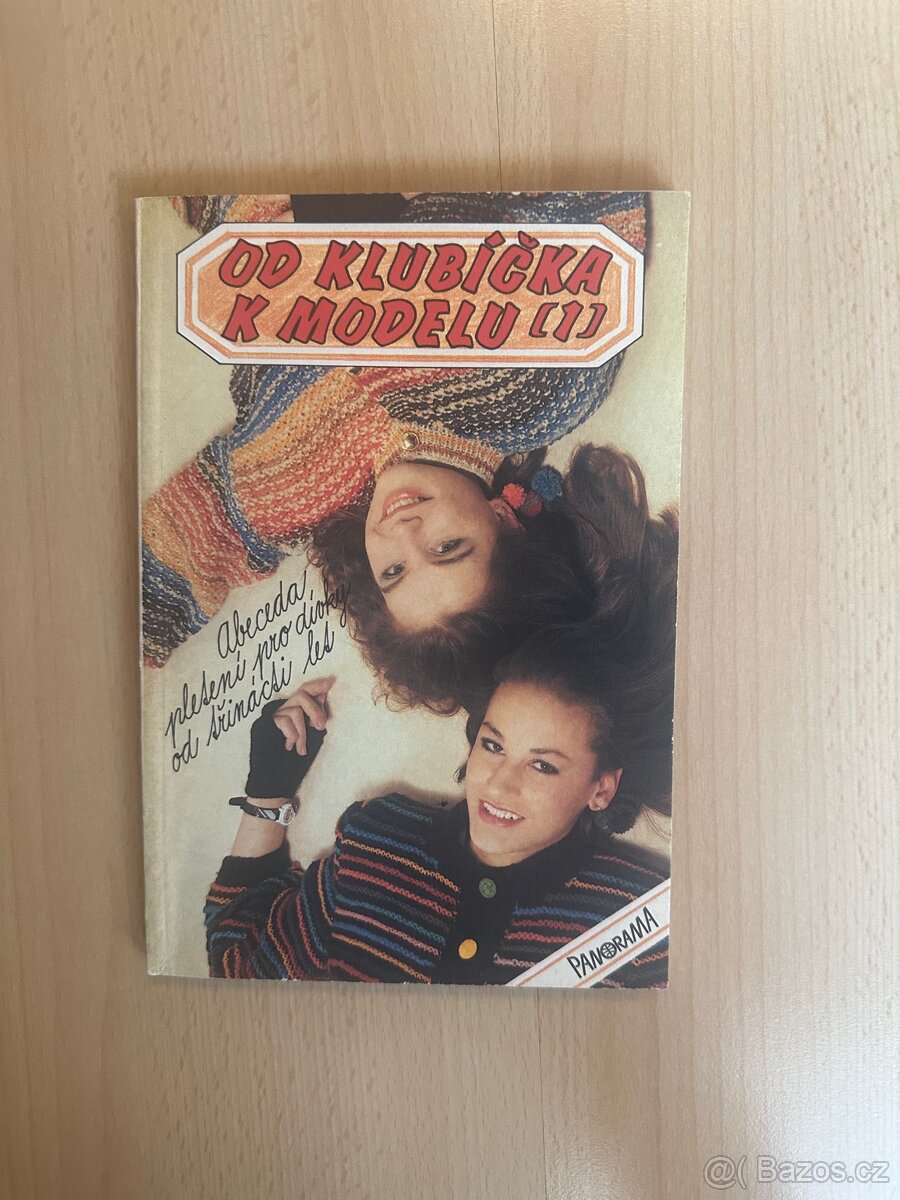 OD KLUBÍČKA
K MODELU (1)
Abeceda
pletení pro dívky
od třinácti let
PANORAMA
@( Bazos.cz